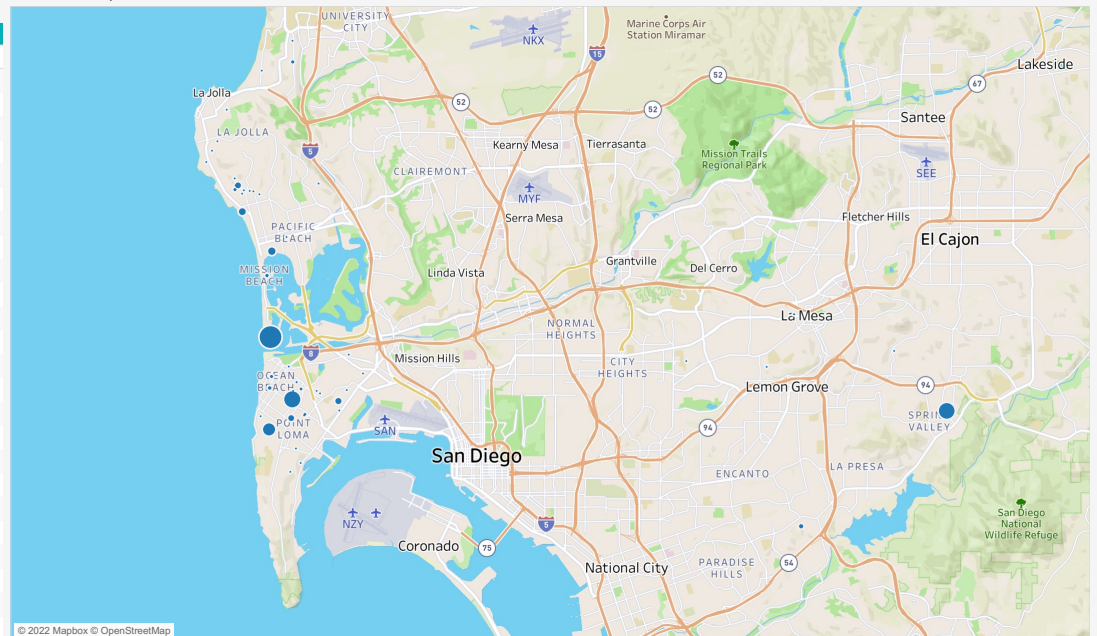 UNIVERSITY
CITY
NKX
Marine Corps Air
Station Miramar
15
Lakeside
52
67
La Jolla
52
52
Santee
LA JOLLA
5
Kearny Mesa
Tierrasanta
Mission Trails
Regional Park
SEE
CLAIREMONT
MYF
Serra Mesa
Fletcher Hills
PACIFIC
BEACH
El Cajon
MISSION
BEACH
Linda Vista
Grantville
Del Cerro
La Mesa
NORMAL
HEIGHTS
8
Mission Hills
CITY
HEIGHTS
OCEAN
BEACH
Lemon Grove
94
SPRING
VALLEY
POINT
LOMA
SAN
94
San Diego
ENCANTO
LA PRESA
NZY
San Diego
National
Wildlife Refuge
5
Coronado
75
National City
PARADISE
HILLS
54
© 2022 Mapbox © OpenStreetMap